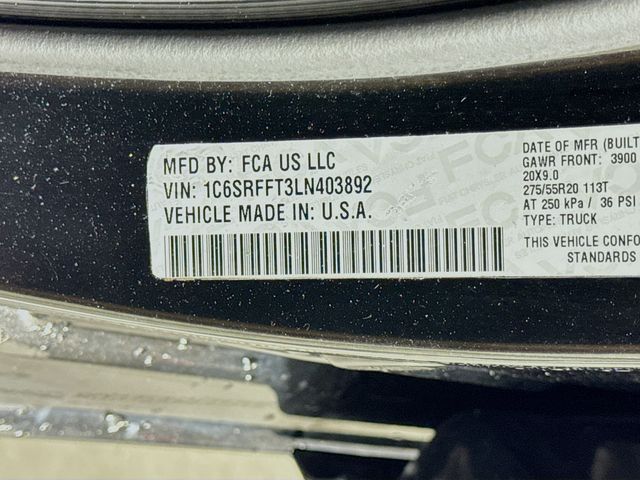 MFD BY: FCA US LLC
VIN: 1C6SRFFT3LN403892
VEHICLE MADE IN: U.S.A.
DATE OF MFR (BUILT
GAWR FRONT: 3900
20X9.0
275/55R20 113T
AT 250 kPa / 36 PSI
TYPE: TRUCK
THIS VEHICLE CONFO
STANDARDS